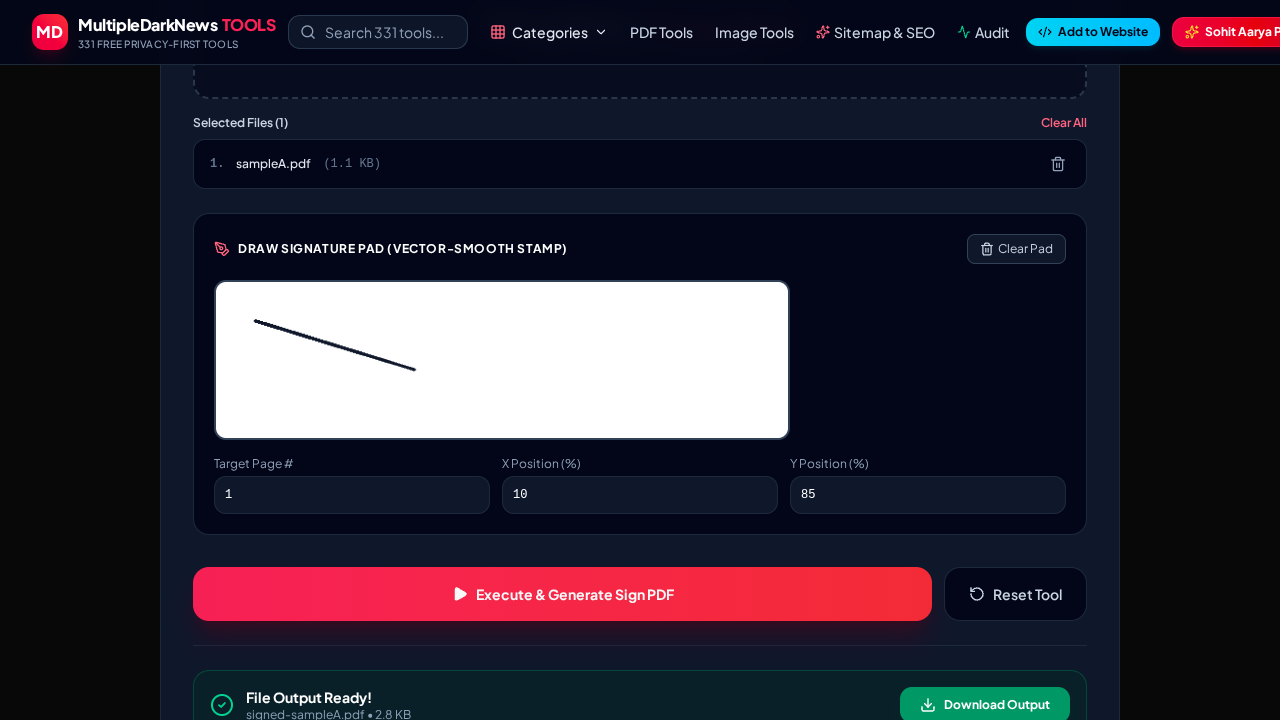 MD
MultipleDarkNews TOOLS
331 FREE PRIVACY-FIRST TOOLS
Search 331 tools...
Categories
PDF Tools
Image Tools
Sitemap & SEO
Audit
Add to Website
Sohit Aarya P
Selected Files (1)
Clear All
1. sampleA.pdf (1.1 KB)
DRAW SIGNATURE PAD (VECTOR-SMOOTH STAMP)
Clear Pad
Target Page #
X Position (%)
Y Position (%)
1
10
85
Execute & Generate Sign PDF
Reset Tool
File Output Ready!
signed-sampleA.pdf • 2.8 KB
Download Output